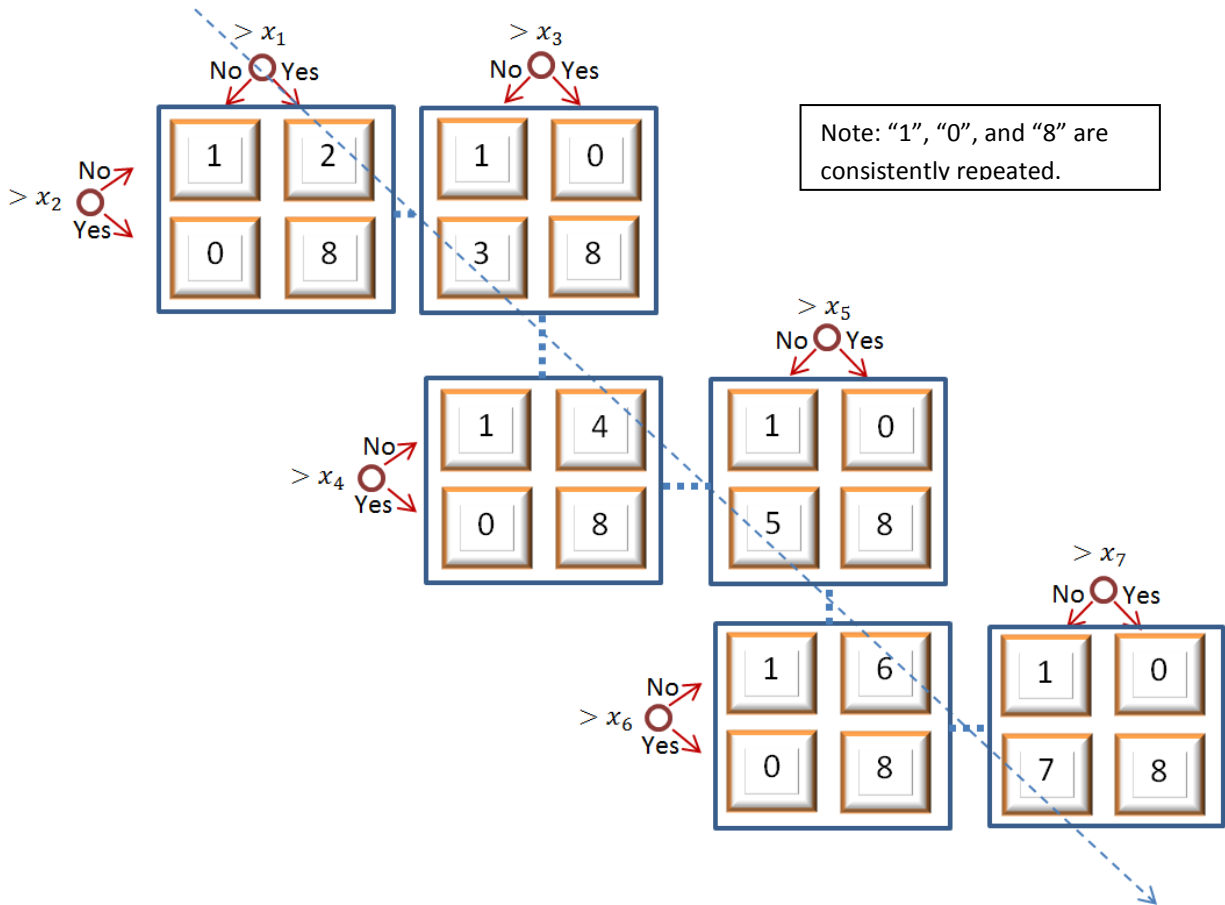 > x₁
> x₃
No Yes
No Yes
1 2
1 0
Note: “1”, “0”, and “8” are
consistently repeated.
No
> x₂
Yes
0 8
3 8
> x₅
No Yes
1 4
1 0
No
> x₄
Yes
0 8
5 8
> x₇
No Yes
1 6
1 0
No
> x₆
Yes
0 8
7 8